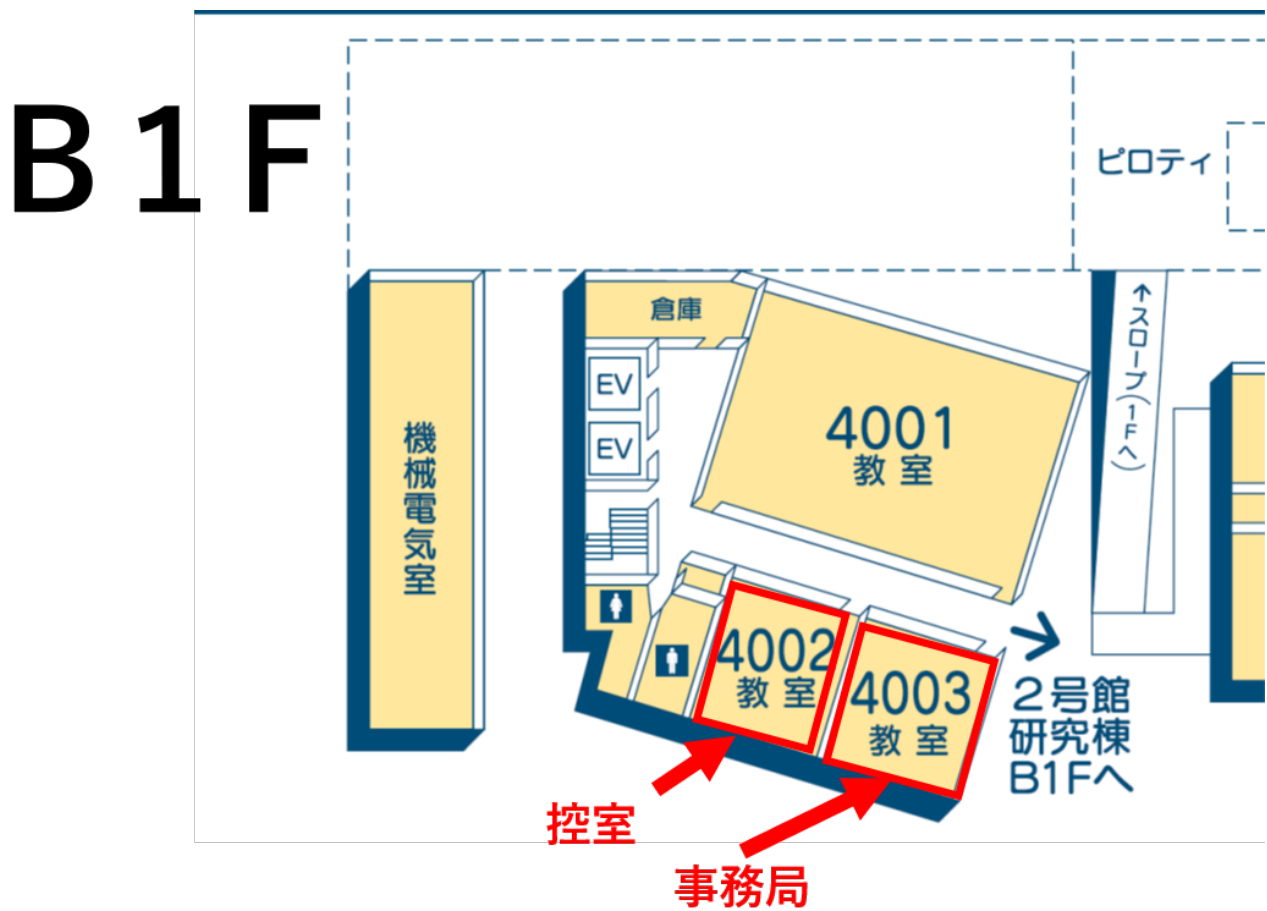 B1F
ピロティ
倉庫
↑スロープ(1Fへ)
EV
EV
4001
教室
機械電気室
4002
教室
4003
教室
2号館
研究棟
B1Fへ
控室
事務局